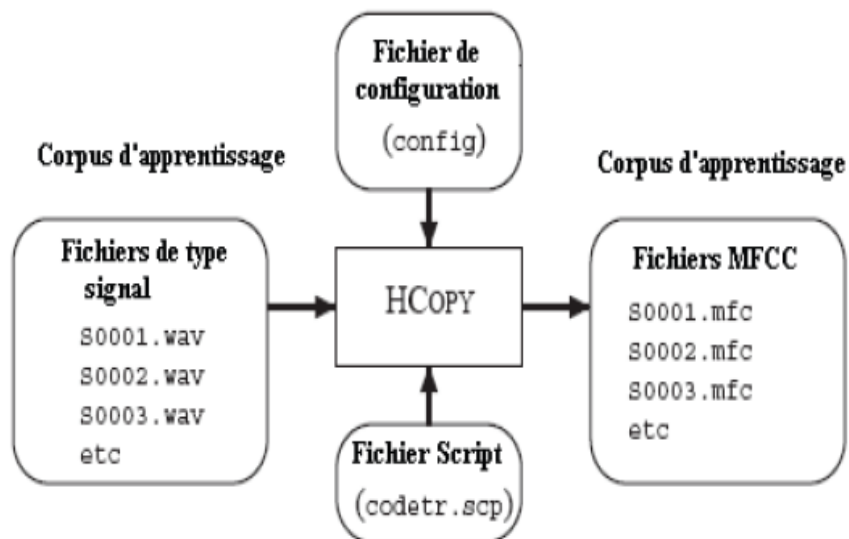 Fichier de
configuration
(config)
Corpus d'apprentissage
Corpus d'apprentissage
Fichiers de type
signal
S0001.wav
S0002.wav
S0003.wav
etc
HCOPY
Fichiers MFCC
S0001.mfc
S0002.mfc
S0003.mfc
etc
Fichier Script
(codetr.scp)